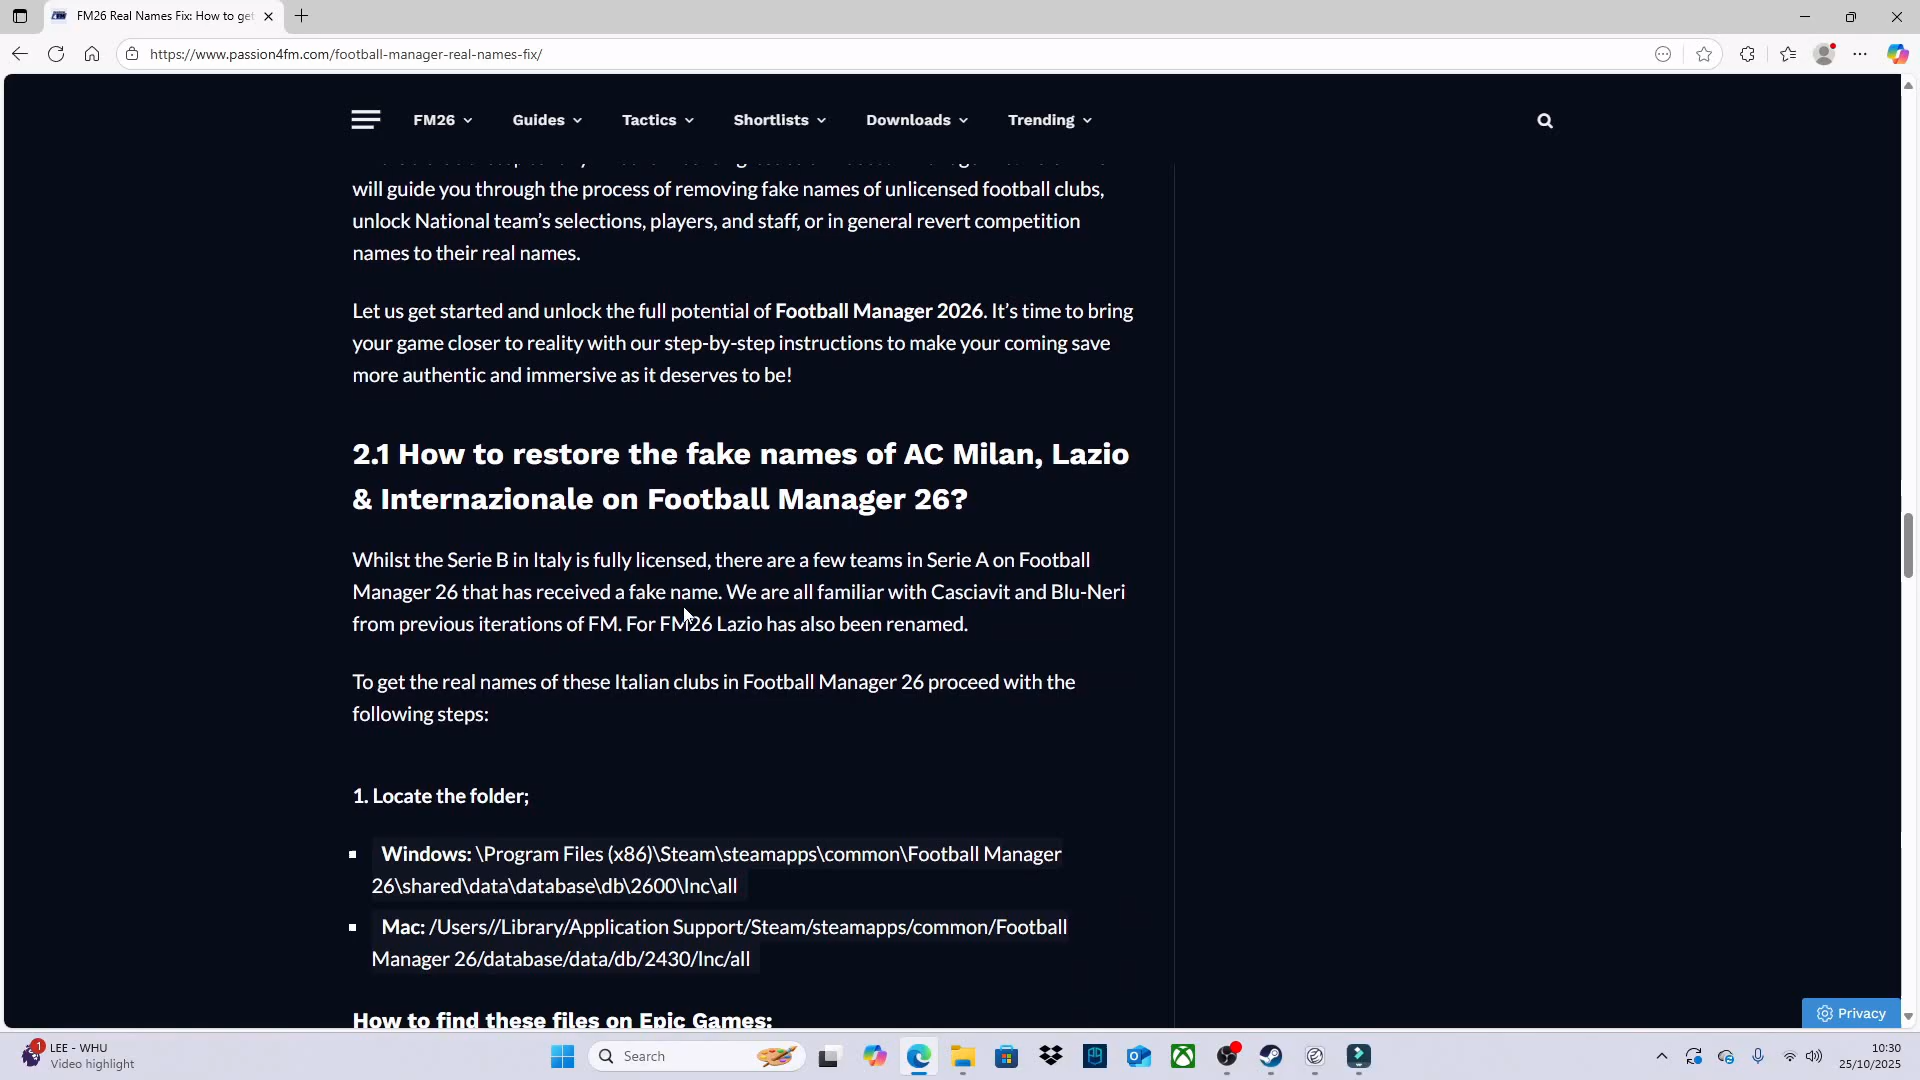 FM26 Real Names Fix: How to get
https://www.passion4fm.com/football-manager-real-names-fix/
FM26
Guides
Tactics
Shortlists
Downloads
Trending
will guide you through the process of removing fake names of unlicensed football clubs,
unlock National team's selections, players, and staff, or in general revert competition
names to their real names.
Let us get started and unlock the full potential of Football Manager 2026. It's time to bring
your game closer to reality with our step-by-step instructions to make your coming save
more authentic and immersive as it deserves to be!
2.1 How to restore the fake names of AC Milan, Lazio
& Internazionale on Football Manager 26?
Whilst the Serie B in Italy is fully licensed, there are a few teams in Serie A on Football
Manager 26 that has received a fake name. We are all familiar with Casciavit and Blu-Neri
from previous iterations of FM. For FM26 Lazio has also been renamed.
To get the real names of these Italian clubs in Football Manager 26 proceed with the
following steps:
1. Locate the folder;
Windows: \Program Files (x86)\Steam\steamapps\common\Football Manager
26\shared\data\database\db\2600\lnc\all
Mac: /Users//Library/Application Support/Steam/steamapps/common/Football
Manager 26/database/data/db/2430/lnc/all
How to find these files on Epic Games:
Privacy
1
LEE - WHU
Video highlight
Search
10:30
25/10/2025